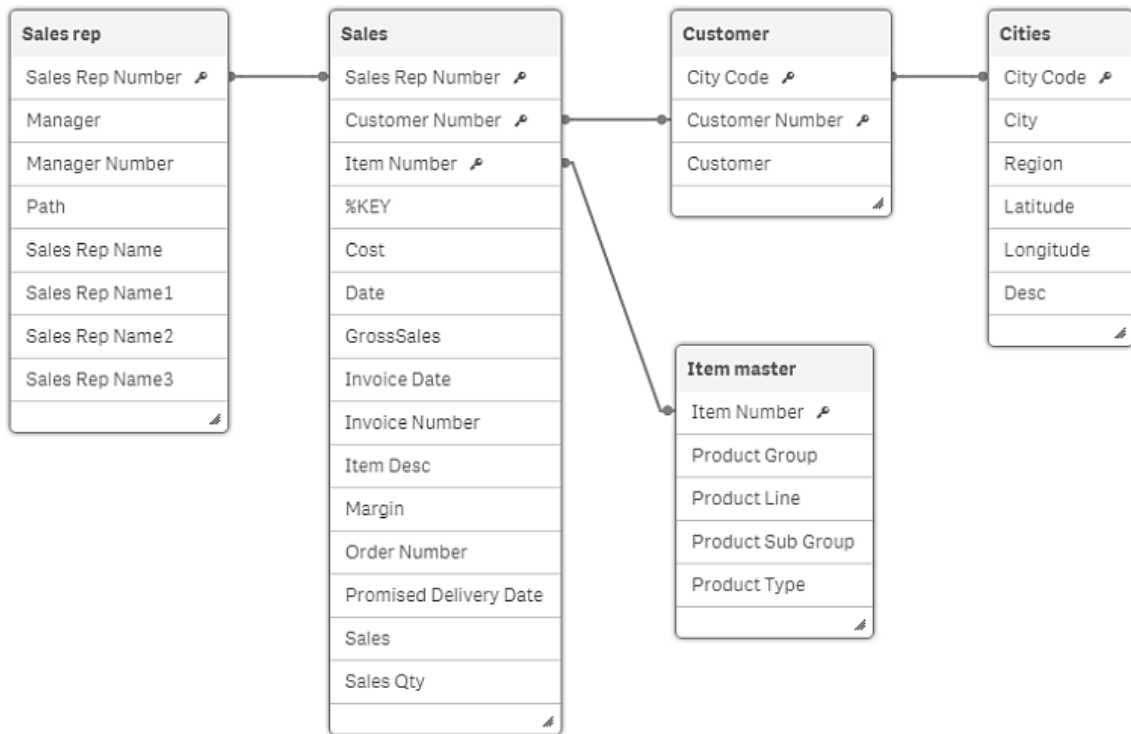 Sales rep
Sales Rep Number
Manager
Manager Number
Path
Sales Rep Name
Sales Rep Name1
Sales Rep Name2
Sales Rep Name3
Sales
Sales Rep Number
Customer Number
Item Number
%KEY
Cost
Date
GrossSales
Invoice Date
Invoice Number
Item Desc
Margin
Order Number
Promised Delivery Date
Sales
Sales Qty
Customer
City Code
Customer Number
Customer
Item master
Item Number
Product Group
Product Line
Product Sub Group
Product Type
Cities
City Code
City
Region
Latitude
Longitude
Desc